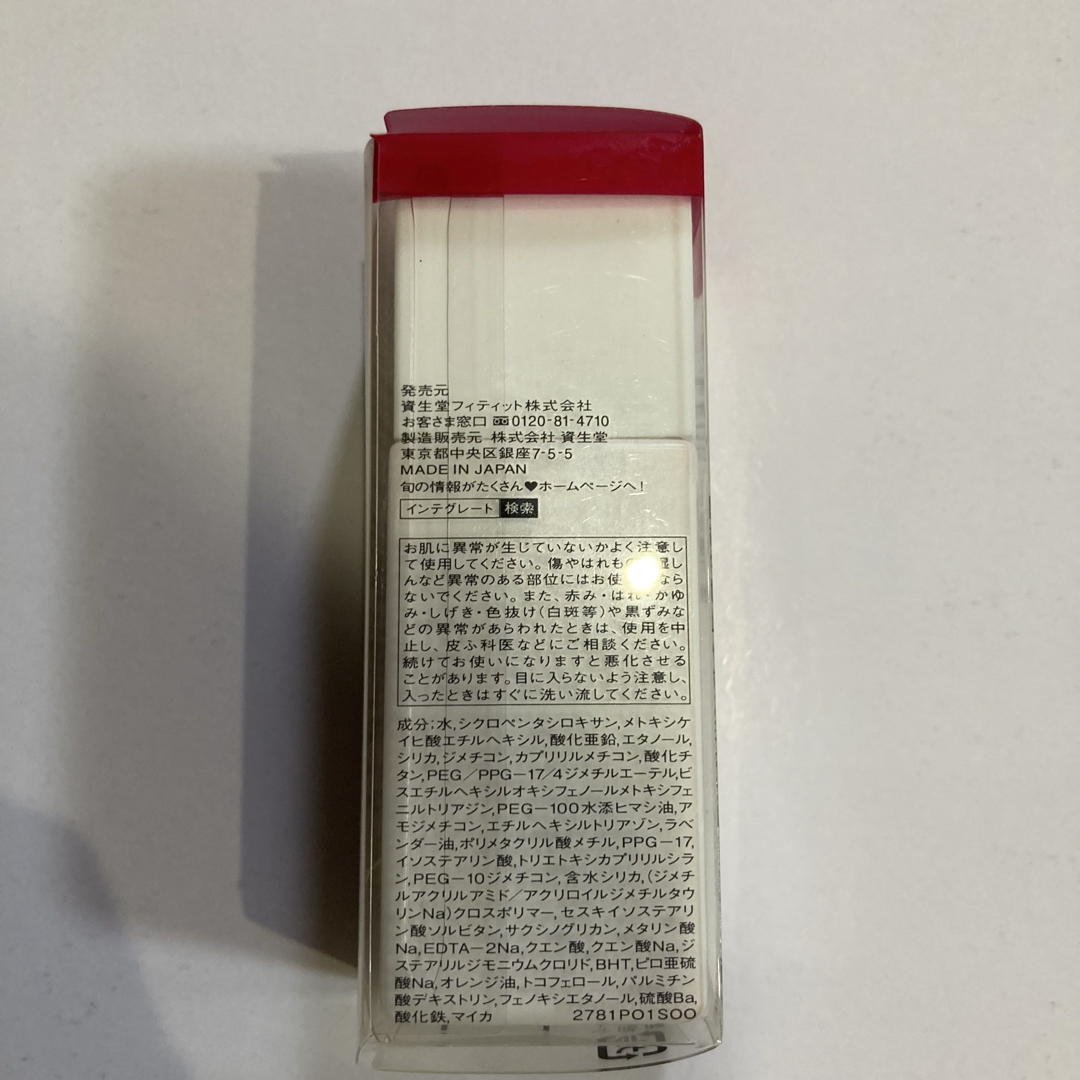 発売元
資生堂フィティット株式会社
お客さま窓口 0120-81-4710
製造販売元 株式会社 資生堂
東京都中央区銀座7-5-5
MADE IN JAPAN
旬の情報がたくさん♥ホームページへ!
インテグレート 検索
お肌に異常が生じていないかよく注意し
て使用してください。傷やはれも 湿し
んなど異常のある部位にはお使 なら
ないでください。また、赤み・はれ・かゆ
み・しげき・色抜け(白斑等)や黒ずみな
どの異常があらわれたときは、使用を中
止し、皮ふ科医などにご相談ください。
続けてお使いになりますと悪化させる
ことがあります。目に入らないよう注意し、
入ったときはすぐに洗い流してください。
成分;水,シクロペンタシロキサン,メトキシケ
イヒ酸エチルヘキシル,酸化亜鉛,エタノール,
シリカ,ジメチコン,カプリリルメチコン,酸化チ
タン,PEG/PPG-17/4ジメチルエーテル,ビ
スエチルヘキシルオキシフェノールメトキシフェ
ニルトリアジン,PEG-100水添ヒマシ油,ア
モジメチコン,エチルヘキシルトリアゾン,ラベ
ンダー油,ポリメタクリル酸メチル,PPG-17,
イソステアリン酸,トリエトキシカプリリルシラ
ン,PEG-10ジメチコン,含水シリカ,(ジメチ
ルアクリルアミド/アクリロイルジメチルタウ
リンNa)クロスポリマー,セスキイソステアリ
ン酸ソルビタン,サクシノグリカン,メタリン酸
Na,EDTA-2Na,クエン酸,クエン酸Na,ジ
ステアリルジモニウムクロリド,BHT,ピロ亜硫
酸Na,オレンジ油,トコフェロール,パルミチン
酸デキストリン,フェノキシエタノール,硫酸Ba,
酸化鉄,マイカ 2781P01S00